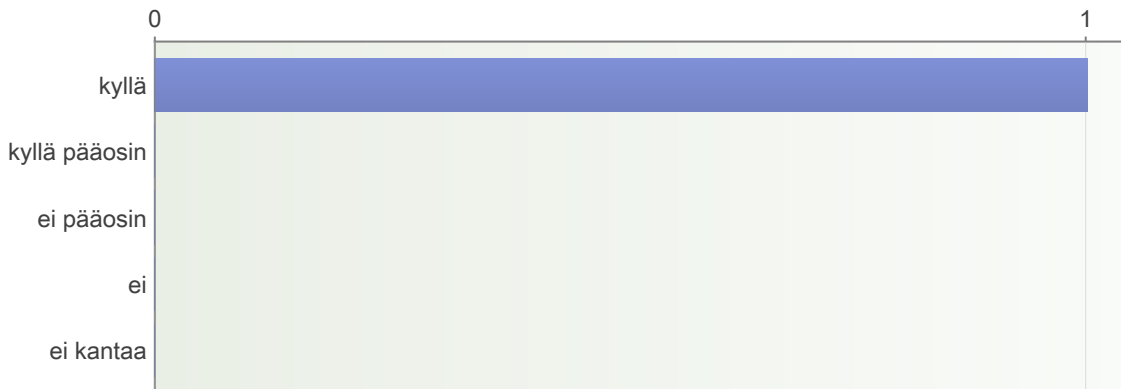 0 1
kyllä
kyllä pääosin
ei pääosin
ei
ei kantaa